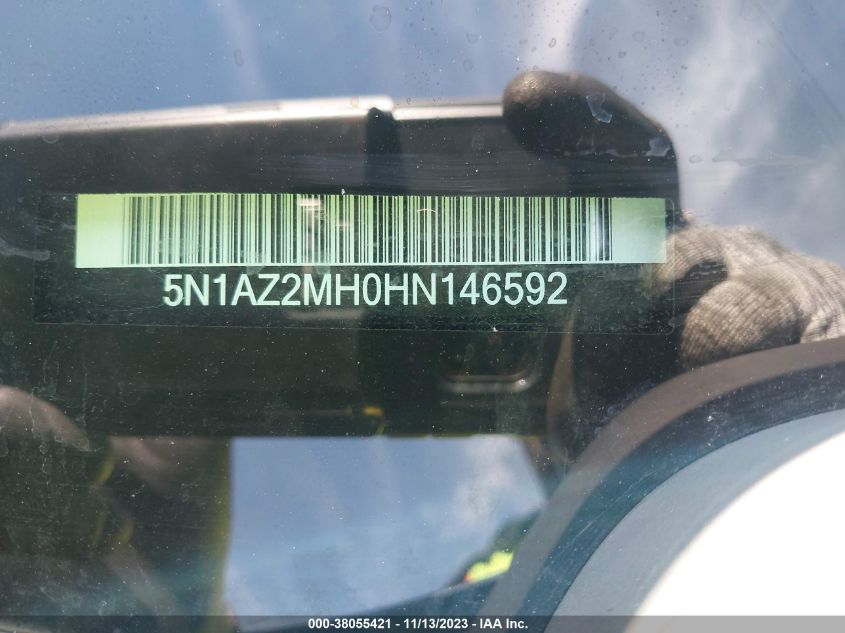 5N1AZ2MH0HN146592
000-38055421 - 11/13/2023 - IAA Inc.